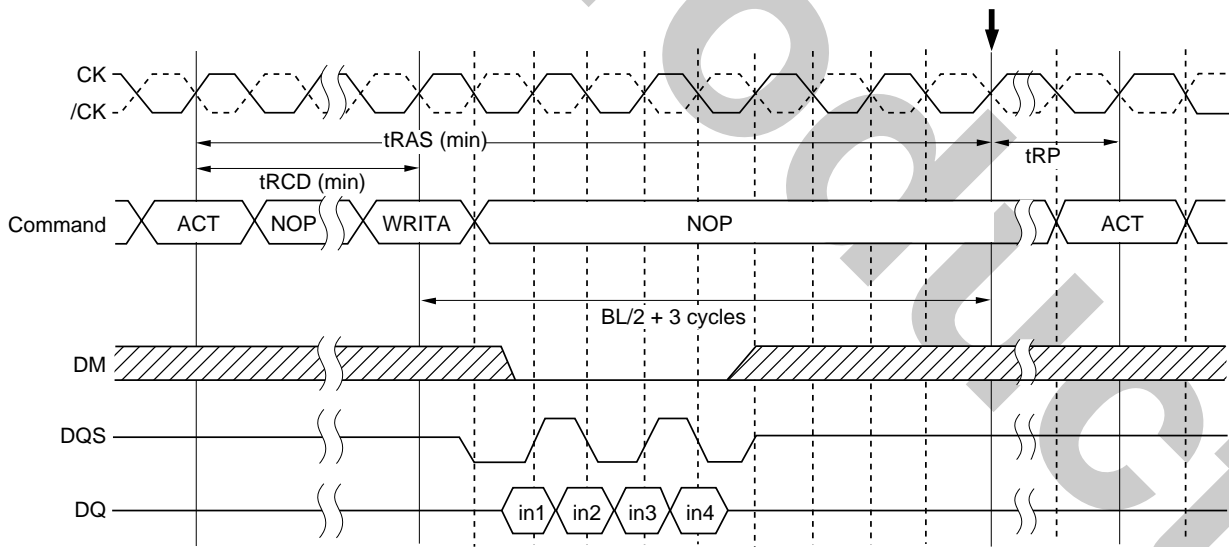 CK
/CK
tRAS (min)
tRP
tRCD (min)
Command ACT NOP WRITA NOP ACT
BL/2 + 3 cycles
DM
DQS
DQ in1 in2 in3 in4